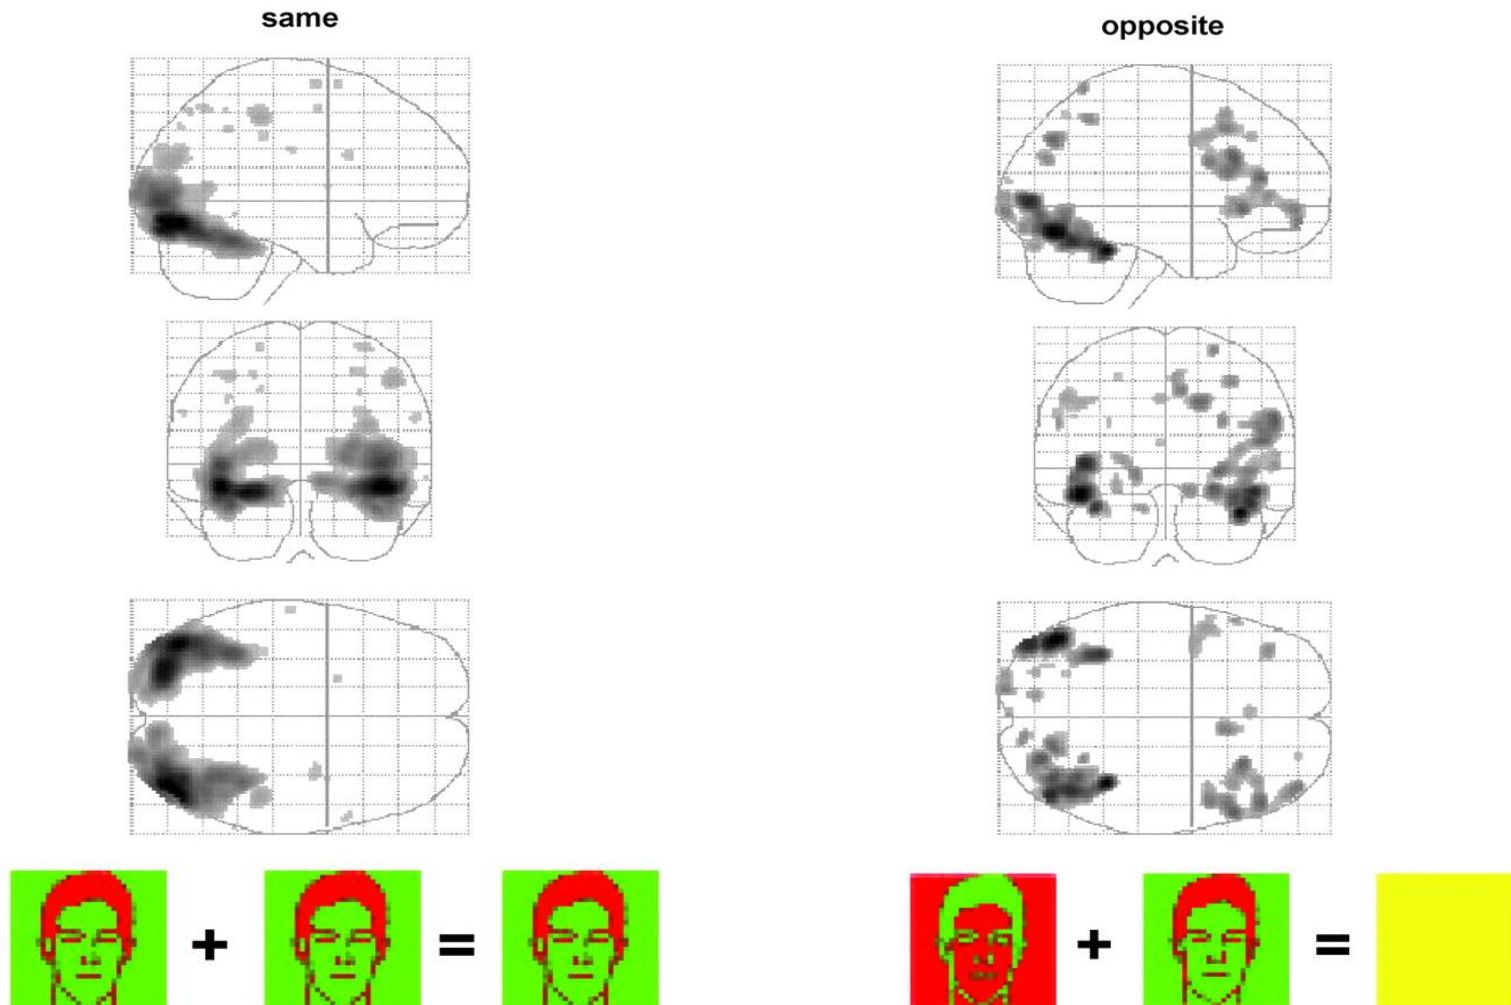 same
opposite
+ =
+ =